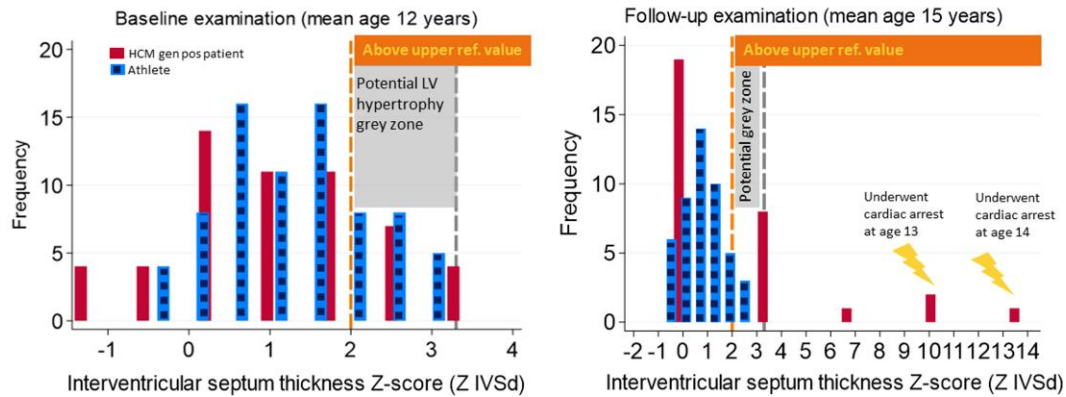 Baseline examination (mean age 12 years)
20
15
10
5
0
Frequency
HCM gen pos patient
Athlete
Above upper ref. value
Potential LV
hypertrophy
grey zone
-1 0 1 2 3 4
Interventricular septum thickness Z-score (Z IVSd)
Follow-up examination (mean age 15 years)
20
15
10
5
0
Frequency
Above upper ref. value
Potential grey zone
Underwent
cardiac arrest
at age 13
Underwent
cardiac arrest
at age 14
-2 -1 0 1 2 3 4 5 6 7 8 9 10 11 12 13 14
Interventricular septum thickness Z-score (Z IVSd)